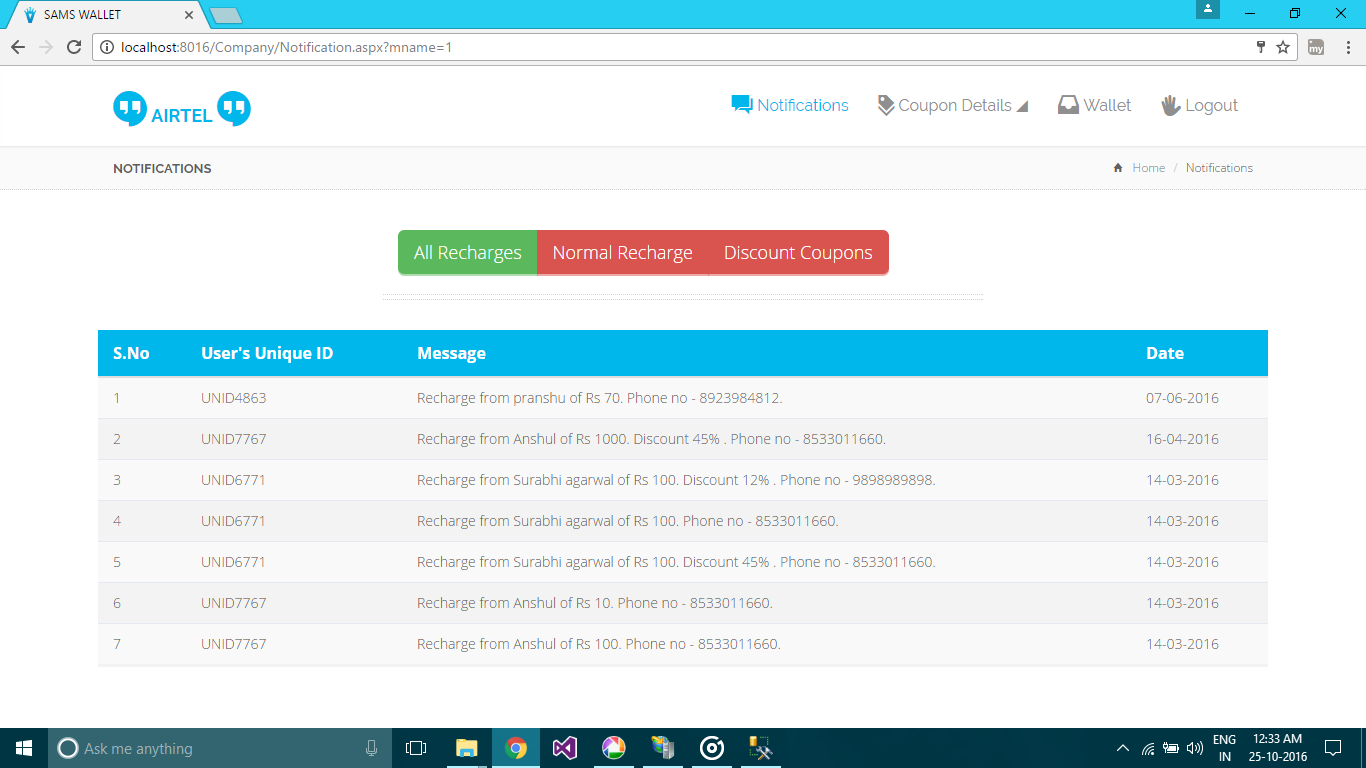 SAMS WALLET
localhost:8016/Company/Notification.aspx?mname=1
my
AIRTEL
Notifications Coupon Details Wallet Logout
NOTIFICATIONS
Home / Notifications
All Recharges Normal Recharge Discount Coupons
S.No User's Unique ID Message Date
1 UNID4863 Recharge from pranshu of Rs 70. Phone no - 8923984812. 07-06-2016
2 UNID7767 Recharge from Anshul of Rs 1000. Discount 45% . Phone no - 8533011660. 16-04-2016
3 UNID6771 Recharge from Surabhi agarwal of Rs 100. Discount 12% . Phone no - 9898989898. 14-03-2016
4 UNID6771 Recharge from Surabhi agarwal of Rs 100. Phone no - 8533011660. 14-03-2016
5 UNID6771 Recharge from Surabhi agarwal of Rs 100. Discount 45% . Phone no - 8533011660. 14-03-2016
6 UNID7767 Recharge from Anshul of Rs 10. Phone no - 8533011660. 14-03-2016
7 UNID7767 Recharge from Anshul of Rs 100. Phone no - 8533011660. 14-03-2016
Ask me anything
ENG 12:33 AM
IN 25-10-2016